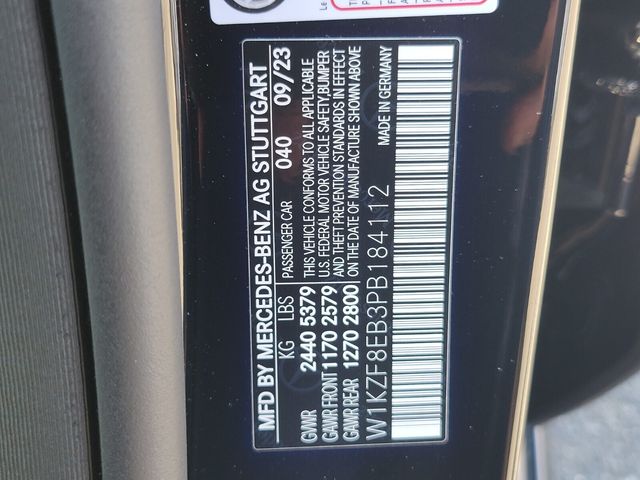 MFD BY MERCEDES-BENZ AG STUTTGART
KG LBS PASSENGER CAR 040 09/23
GVWR 2440 5379
GAWR FRONT 1170 2579
GAWR REAR 1270 2800
THIS VEHICLE CONFORMS TO ALL APPLICABLE
U.S. FEDERAL MOTOR VEHICLE SAFETY, BUMPER
AND THEFT PREVENTION STANDARDS IN EFFECT
ON THE DATE OF MANUFACTURE SHOWN ABOVE
MADE IN GERMANY
W1KZF8EB3PB184112